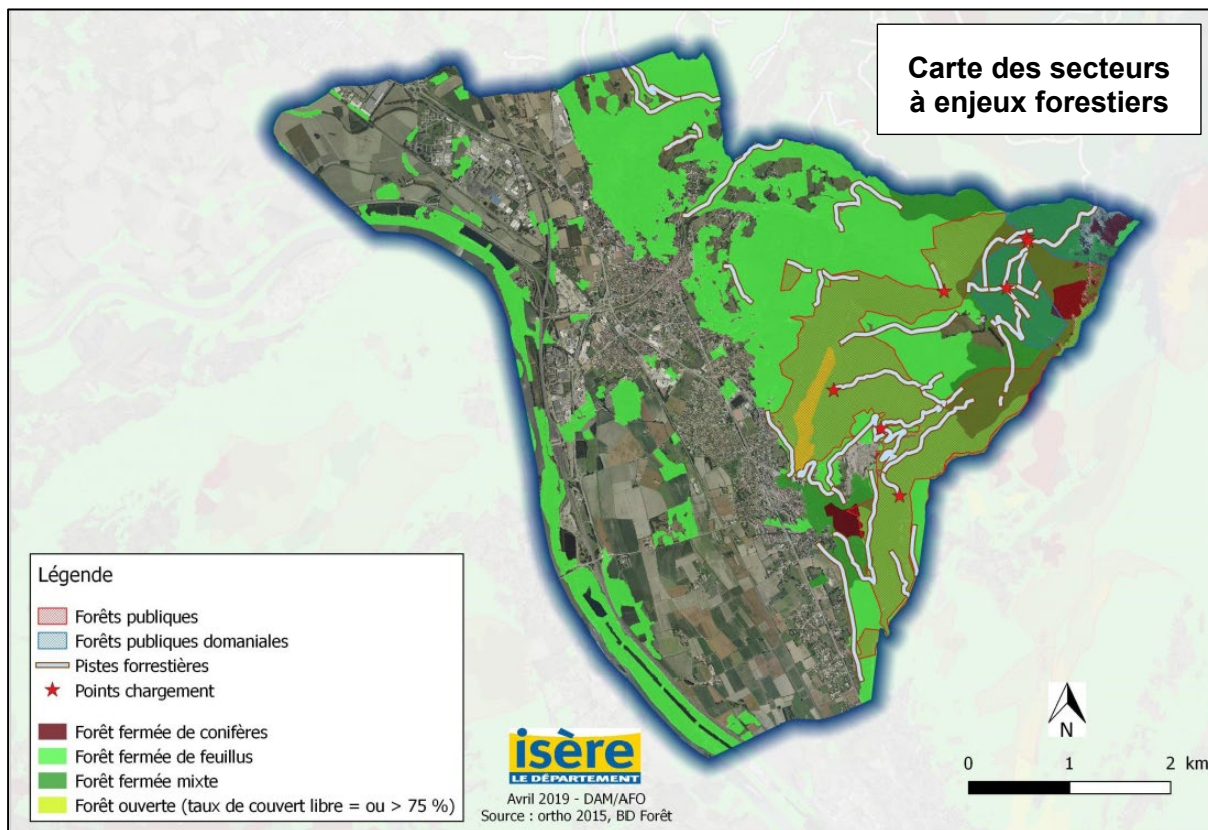 Carte des secteurs
à enjeux forestiers
Légende
Forêts publiques
Forêts publiques domaniales
Pistes forrestières
Points chargement
Forêt fermée de conifères
Forêt fermée de feuillus
Forêt fermée mixte
Forêt ouverte (taux de couvert libre = ou > 75 %)
isère
LE DÉPARTEMENT
Avril 2019 - DAM/AFO
Source : ortho 2015, BD Forêt
N
0 1 2 km